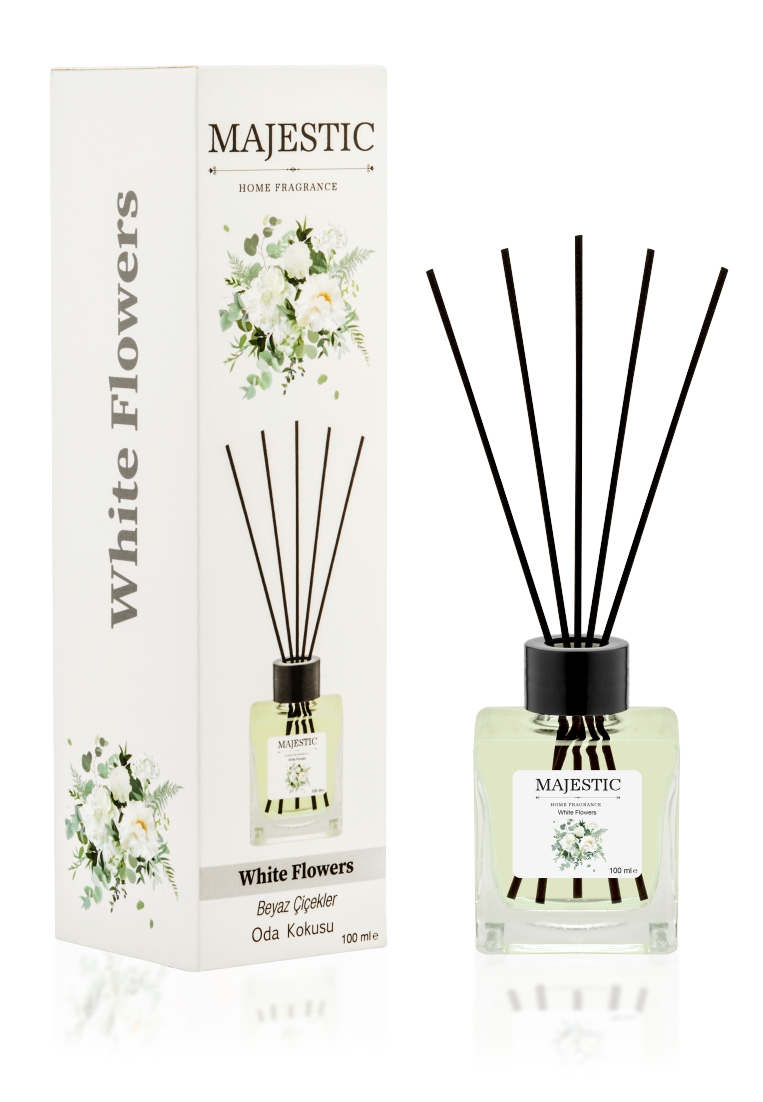 White Flowers
MAJESTIC
HOME FRAGRANCE
MAJESTIC
White Flowers
Beyaz Çiçekler
Oda Kokusu
100 ml e
MAJESTIC
HOME FRAGRANCE
White Flowers
100 ml e